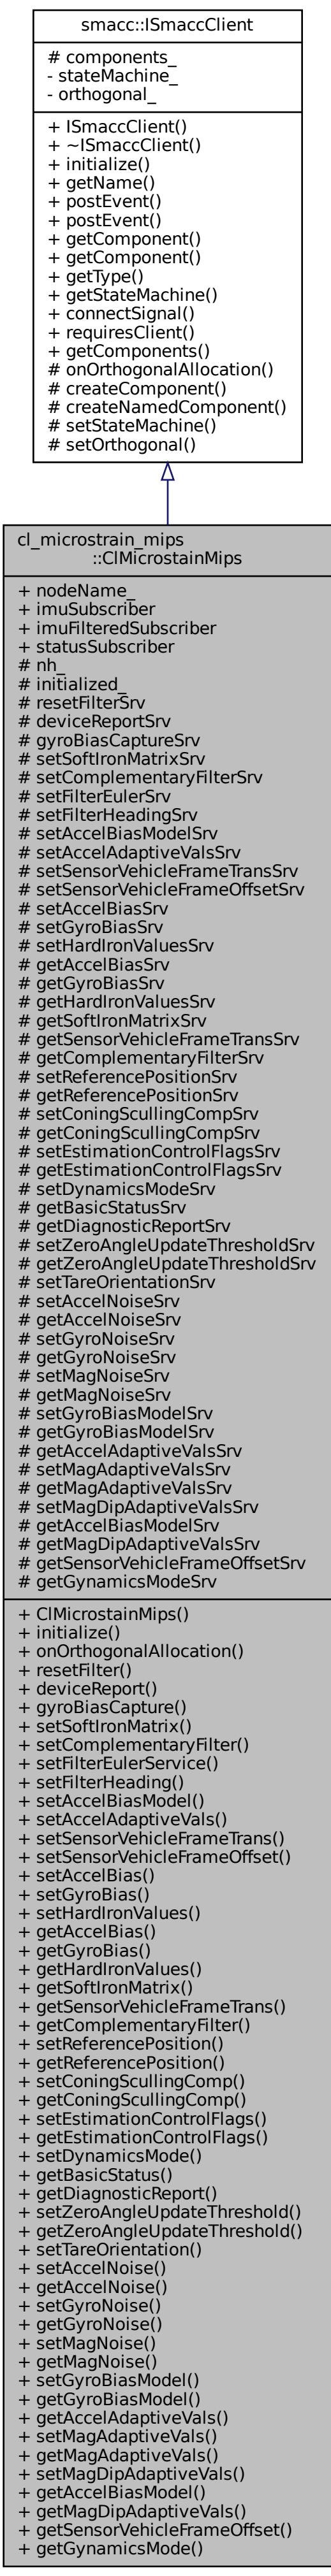 smacc::ISmaccClient
# components_
- stateMachine_
- orthogonal_
+ ISmaccClient()
+ ~ISmaccClient()
+ initialize()
+ getName()
+ postEvent()
+ postEvent()
+ getComponent()
+ getComponent()
+ getType()
+ getStateMachine()
+ connectSignal()
+ requiresClient()
+ getComponents()
# onOrthogonalAllocation()
# createComponent()
# createNamedComponent()
# setStateMachine()
# setOrthogonal()
cl_microstrain_mips
::ClMicrostainMips
+ nodeName_
+ imuSubscriber
+ imuFilteredSubscriber
+ statusSubscriber
# nh_
# initialized_
# resetFilterSrv
# deviceReportSrv
# gyroBiasCaptureSrv
# setSoftIronMatrixSrv
# setComplementaryFilterSrv
# setFilterEulerSrv
# setFilterHeadingSrv
# setAccelBiasModelSrv
# setAccelAdaptiveValsSrv
# setSensorVehicleFrameTransSrv
# setSensorVehicleFrameOffsetSrv
# setAccelBiasSrv
# setGyroBiasSrv
# setHardIronValuesSrv
# getAccelBiasSrv
# getGyroBiasSrv
# getHardIronValuesSrv
# getSoftIronMatrixSrv
# getSensorVehicleFrameTransSrv
# getComplementaryFilterSrv
# setReferencePositionSrv
# getReferencePositionSrv
# setConingScullingCompSrv
# getConingScullingCompSrv
# setEstimationControlFlagsSrv
# getEstimationControlFlagsSrv
# setDynamicsModeSrv
# getBasicStatusSrv
# getDiagnosticReportSrv
# setZeroAngleUpdateThresholdSrv
# getZeroAngleUpdateThresholdSrv
# setTareOrientationSrv
# setAccelNoiseSrv
# getAccelNoiseSrv
# setGyroNoiseSrv
# getGyroNoiseSrv
# setMagNoiseSrv
# getMagNoiseSrv
# setGyroBiasModelSrv
# getGyroBiasModelSrv
# getAccelAdaptiveValsSrv
# setMagAdaptiveValsSrv
# getMagAdaptiveValsSrv
# setMagDipAdaptiveValsSrv
# getAccelBiasModelSrv
# getMagDipAdaptiveValsSrv
# getSensorVehicleFrameOffsetSrv
# getGynamicsModeSrv
+ ClMicrostainMips()
+ initialize()
+ onOrthogonalAllocation()
+ resetFilter()
+ deviceReport()
+ gyroBiasCapture()
+ setSoftIronMatrix()
+ setComplementaryFilter()
+ setFilterEulerService()
+ setFilterHeading()
+ setAccelBiasModel()
+ setAccelAdaptiveVals()
+ setSensorVehicleFrameTrans()
+ setSensorVehicleFrameOffset()
+ setAccelBias()
+ setGyroBias()
+ setHardIronValues()
+ getAccelBias()
+ getGyroBias()
+ getHardIronValues()
+ getSoftIronMatrix()
+ getSensorVehicleFrameTrans()
+ getComplementaryFilter()
+ setReferencePosition()
+ getReferencePosition()
+ setConingScullingComp()
+ getConingScullingComp()
+ setEstimationControlFlags()
+ getEstimationControlFlags()
+ setDynamicsMode()
+ getBasicStatus()
+ getDiagnosticReport()
+ setZeroAngleUpdateThreshold()
+ getZeroAngleUpdateThreshold()
+ setTareOrientation()
+ setAccelNoise()
+ getAccelNoise()
+ setGyroNoise()
+ getGyroNoise()
+ setMagNoise()
+ getMagNoise()
+ setGyroBiasModel()
+ getGyroBiasModel()
+ getAccelAdaptiveVals()
+ setMagAdaptiveVals()
+ getMagAdaptiveVals()
+ setMagDipAdaptiveVals()
+ getAccelBiasModel()
+ getMagDipAdaptiveVals()
+ getSensorVehicleFrameOffset()
+ getGynamicsMode()